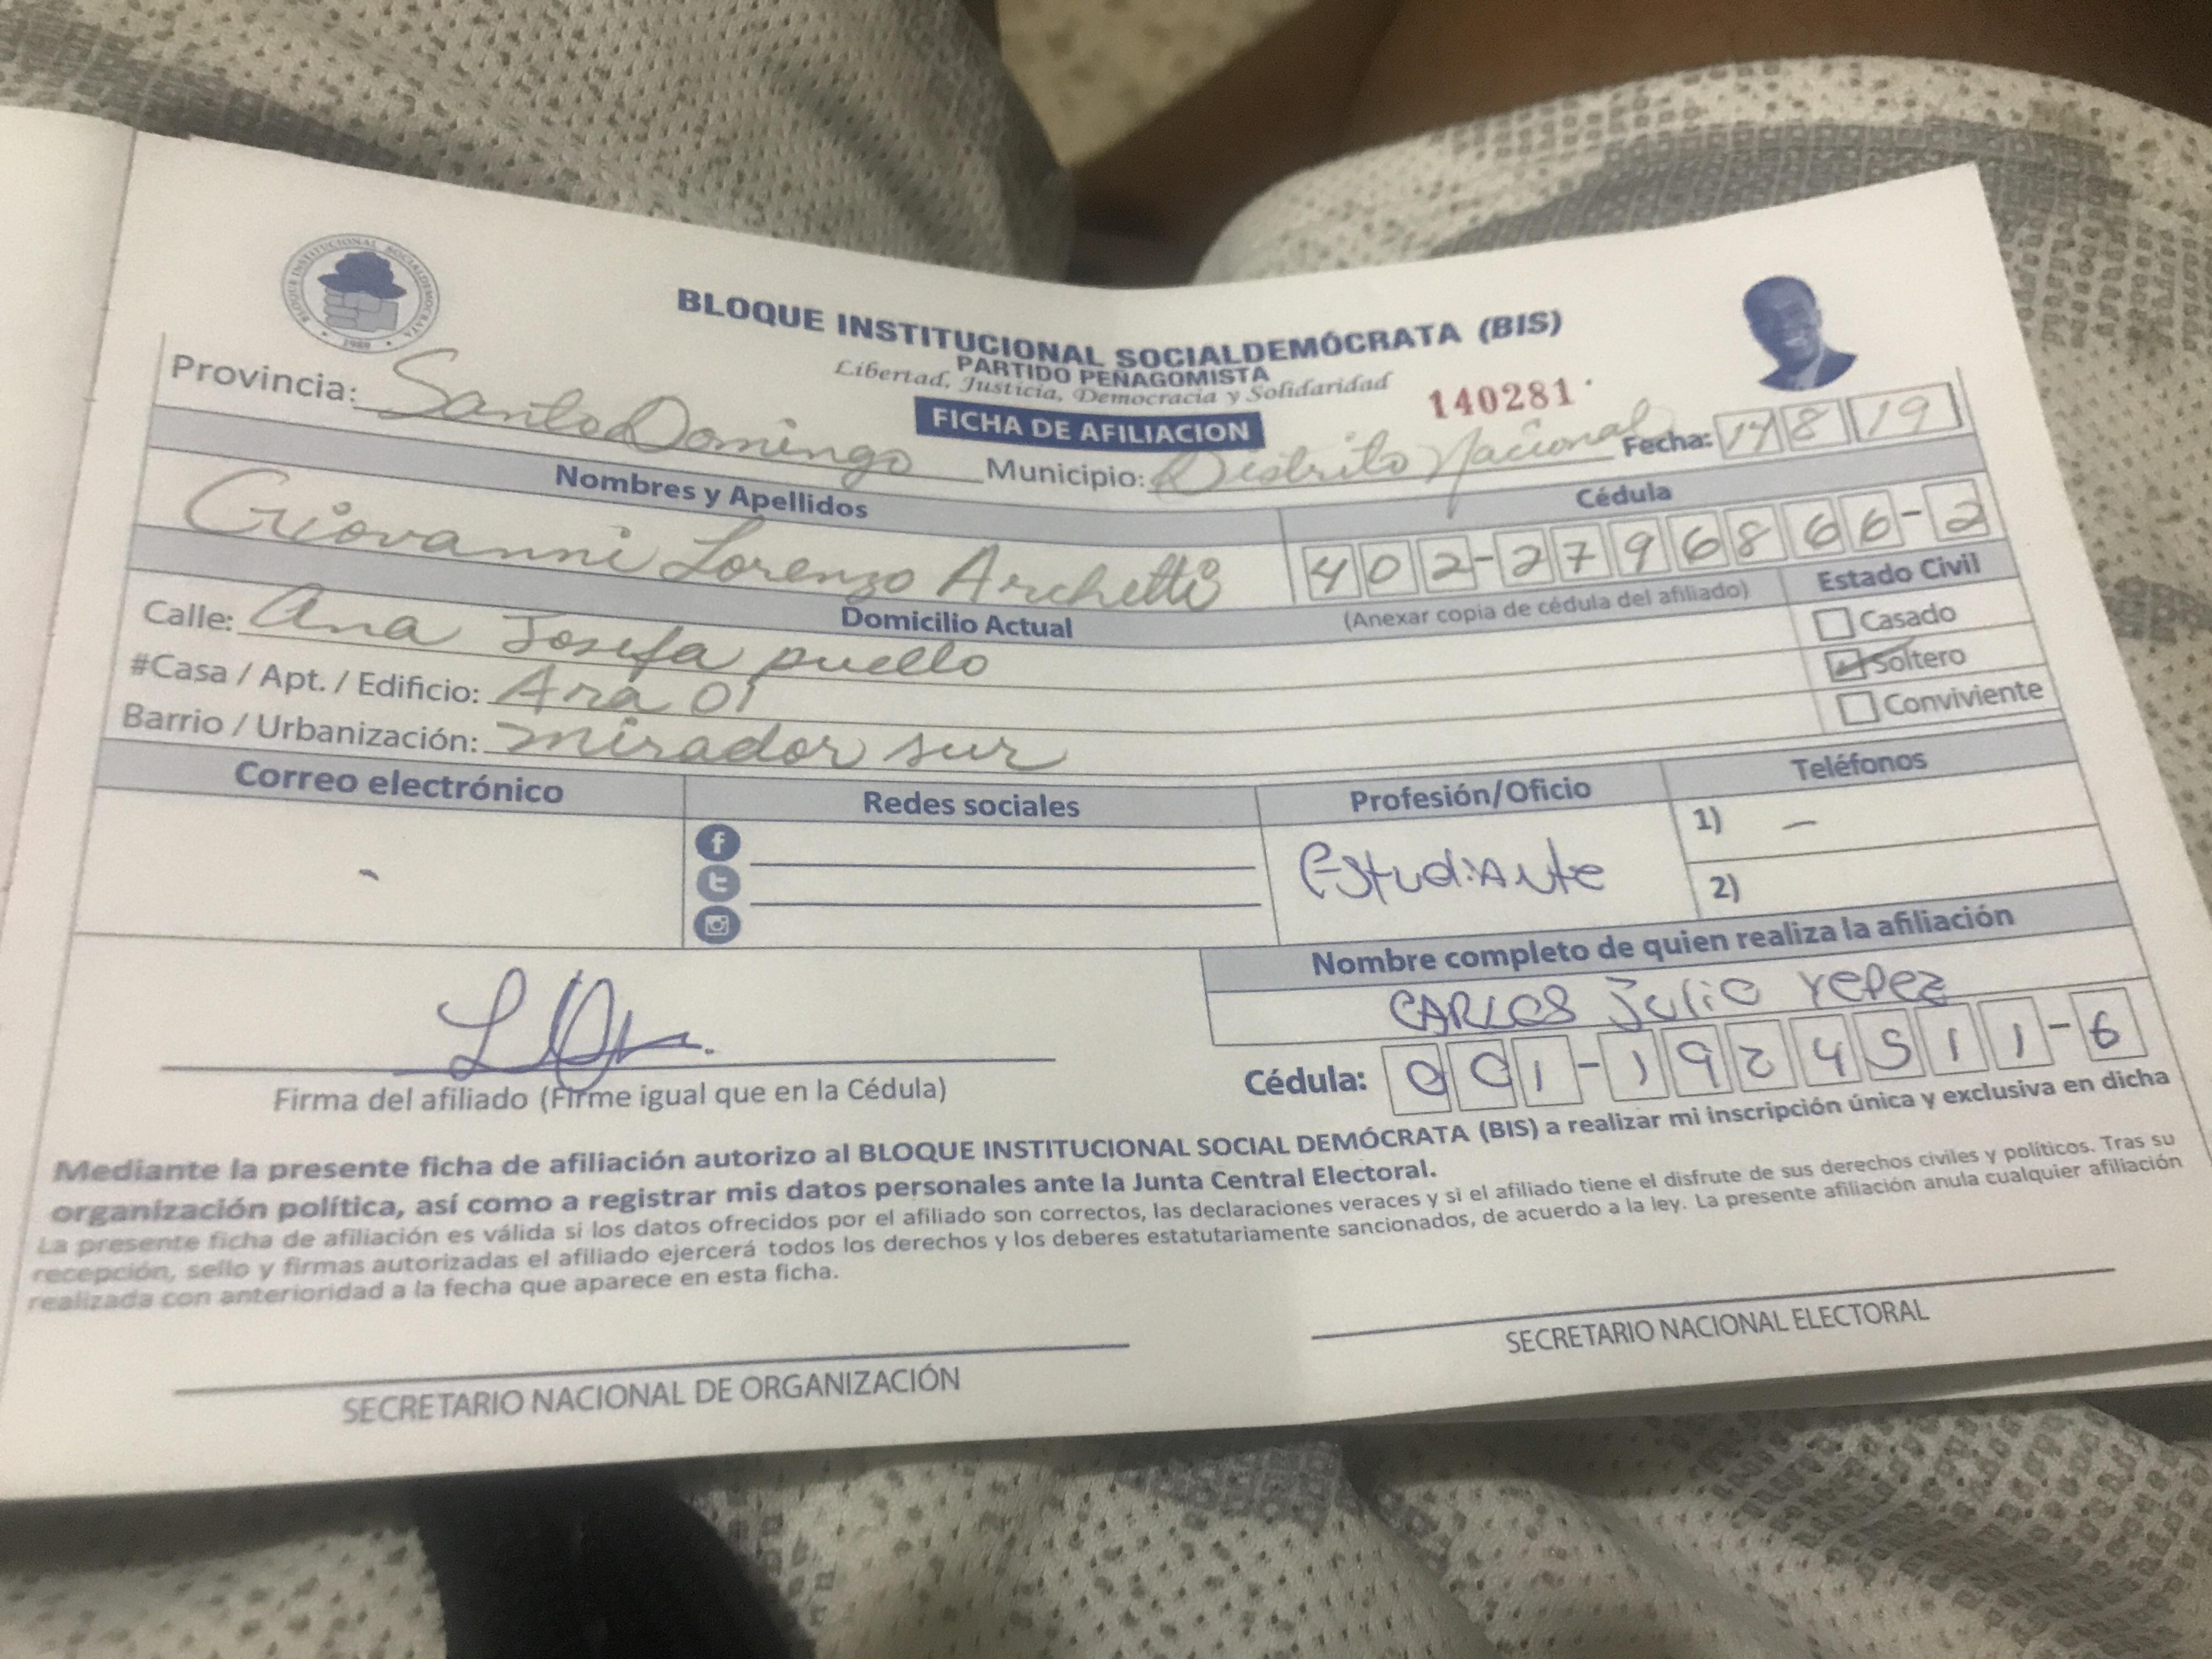 BLOQUE INSTITUCIONAL SOCIALDEMOCRATA
1989
BLOQUE INSTITUCIONAL SOCIALDEMÓCRATA (BIS)
PARTIDO PEÑAGOMISTA
Libertad, Justicia, Democracia y Solidaridad
140281
FICHA DE AFILIACION
Provincia: Santo Domingo Municipio: Distrito Nacional Fecha: 14 8 19
Nombres y Apellidos Cédula
Giovanni Lorenzo Archetti 402-2796866-2
(Anexar copia de cédula del afiliado)
Domicilio Actual Estado Civil
Calle: Ana Josefa puello Casado
#Casa / Apt. / Edificio: Ara 01 Soltero
Barrio / Urbanización: mirador sur Conviviente
Correo electrónico Redes sociales Profesión/Oficio Teléfonos
- Estudiante 1) -
2)
Nombre completo de quien realiza la afiliación
CARLOS Julio Yepez
Cédula: 001-1924511-6
Firma del afiliado (Firme igual que en la Cédula)
Mediante la presente ficha de afiliación autorizo al BLOQUE INSTITUCIONAL SOCIAL DEMÓCRATA (BIS) a realizar mi inscripción única y exclusiva en dicha
organización política, así como a registrar mis datos personales ante la Junta Central Electoral.
La presente ficha de afiliación es válida si los datos ofrecidos por el afiliado son correctos, las declaraciones veraces y si el afiliado tiene el disfrute de sus derechos civiles y políticos. Tras su
recepción, sello y firmas autorizadas el afiliado ejercerá todos los derechos y los deberes estatutariamente sancionados, de acuerdo a la ley. La presente afiliación anula cualquier afiliación
realizada con anterioridad a la fecha que aparece en esta ficha.
SECRETARIO NACIONAL DE ORGANIZACIÓN
SECRETARIO NACIONAL ELECTORAL